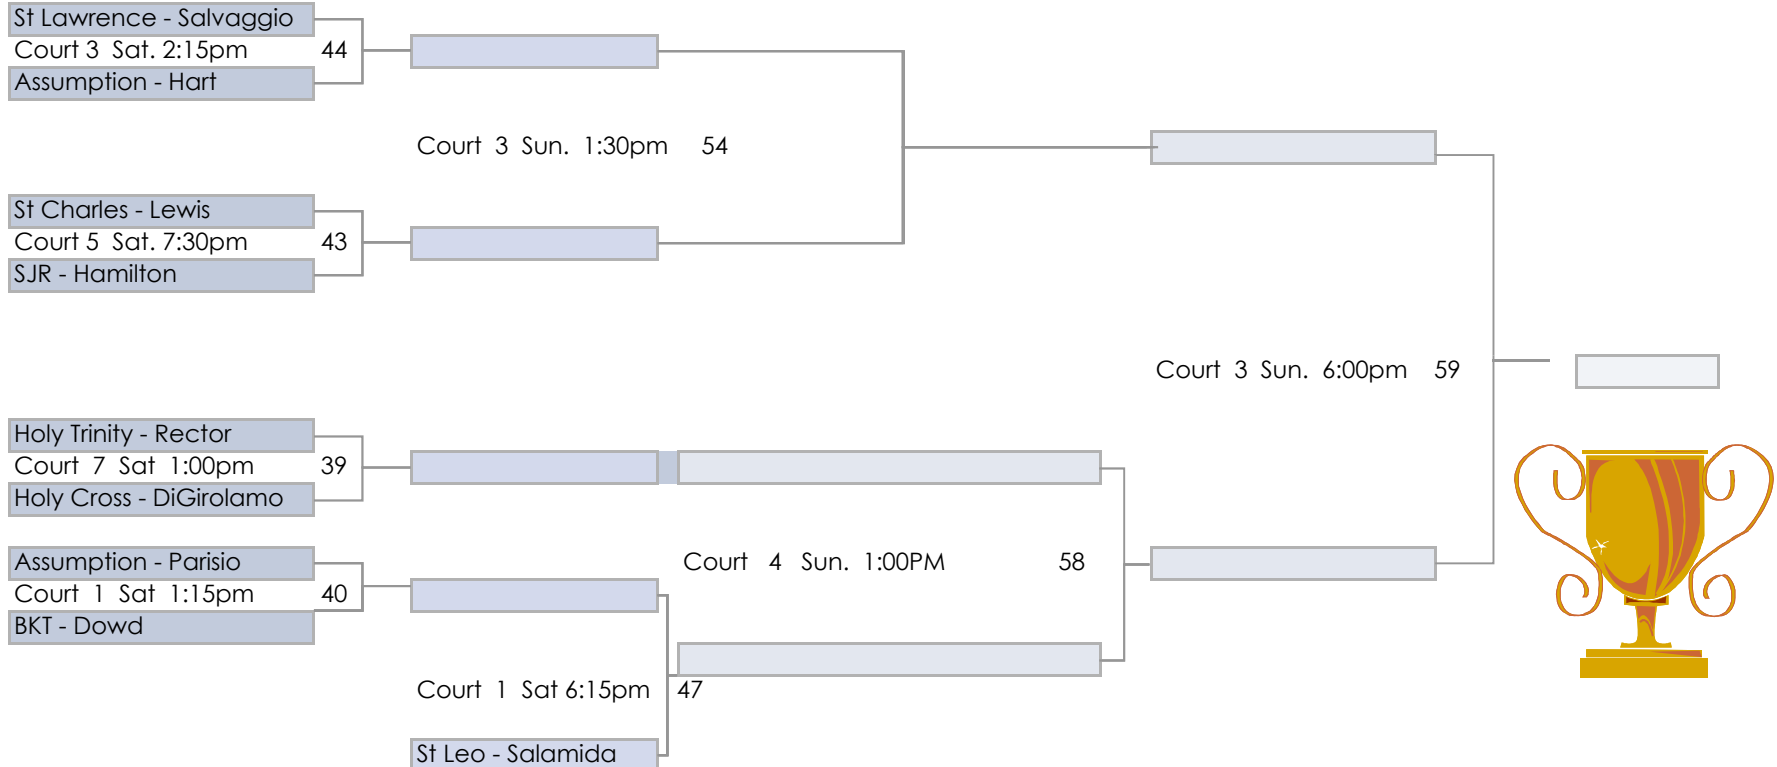 St Lawrence - Salvaggio
Court 3 Sat. 2:15pm 44
Assumption - Hart
Court 3 Sun. 1:30pm 54
St Charles - Lewis
Court 5 Sat. 7:30pm 43
SJR - Hamilton
Court 3 Sun. 6:00pm 59
Holy Trinity - Rector
Court 7 Sat 1:00pm 39
Holy Cross - DiGirolamo
Assumption - Parisio
Court 4 Sun. 1:00PM 58
Court 1 Sat 1:15pm 40
BKT - Dowd
Court 1 Sat 6:15pm 47
St Leo - Salamida